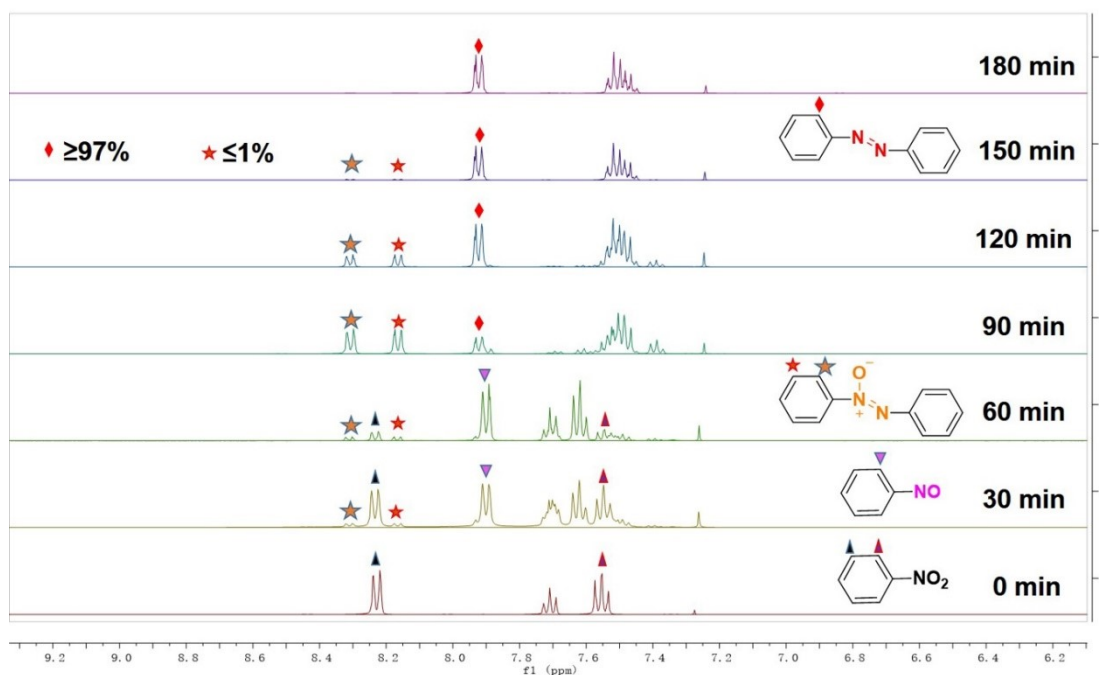 180 min
≥97%
≤1%
N
N
150 min
120 min
90 min
O−
N
+
N
60 min
NO
30 min
NO2
0 min
9.2 9.0 8.8 8.6 8.4 8.2 8.0 7.8 7.6 7.4 7.2 7.0 6.8 6.6 6.4 6.2
f1 (ppm)